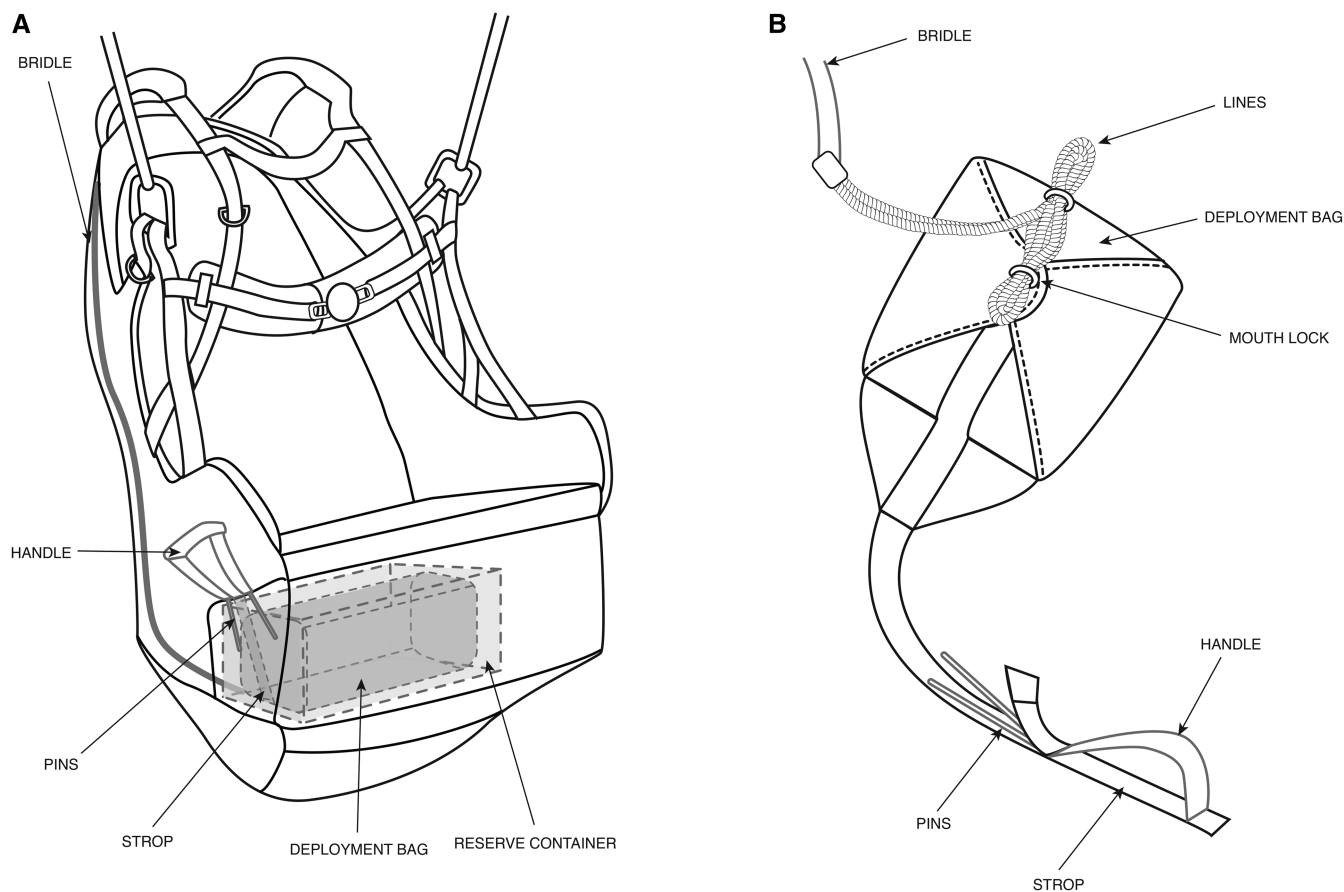 A
BRIDLE
HANDLE
PINS
STROP
DEPLOYMENT BAG
RESERVE CONTAINER
B
BRIDLE
LINES
DEPLOYMENT BAG
MOUTH LOCK
HANDLE
PINS
STROP